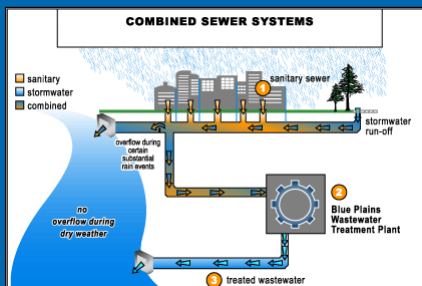 COMBINED SEWER SYSTEMS
sanitary
stormwater
combined
1
sanitary sewer
stormwater
run-off
overflow during
certain
substantial
rain events
no
overflow during
dry weather
2
Blue Plains
Wastewater
Treatment Plant
3 treated wastewater